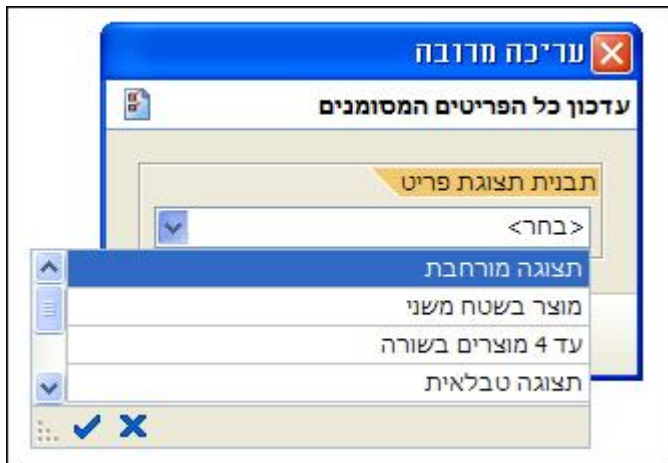 עריכה מרובה
עדכון כל הפריטים המסומנים
תבנית תצוגת פריט
<בחר>
תצוגה מורחבת
מוצר בשטח משני
עד 4 מוצרים בשורה
תצוגה טבלאית